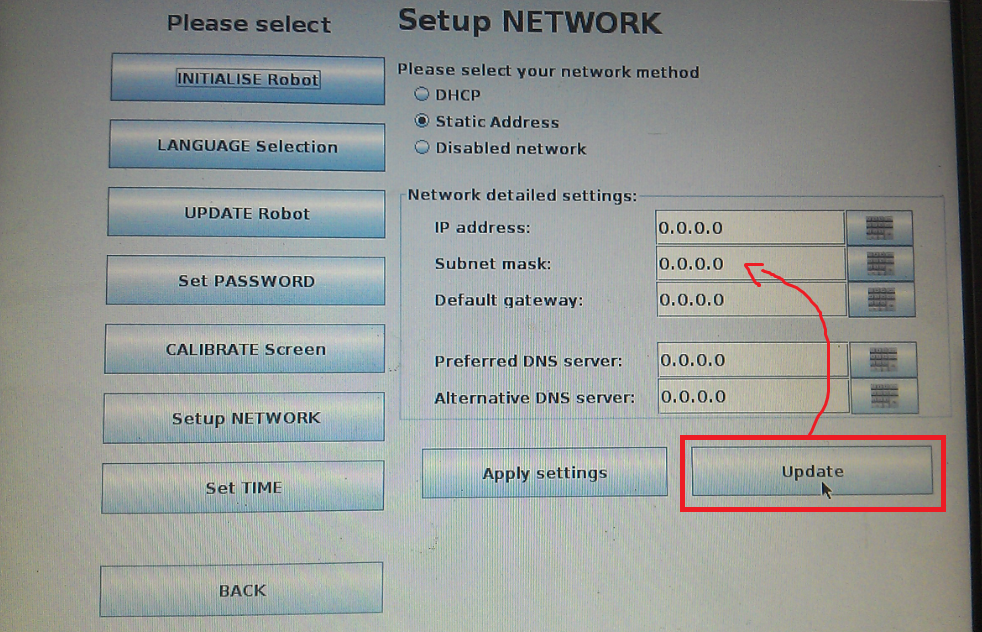 Please select
INITIALISE Robot
LANGUAGE Selection
UPDATE Robot
Set PASSWORD
CALIBRATE Screen
Setup NETWORK
Set TIME
BACK
Setup NETWORK
Please select your network method
DHCP
Static Address
Disabled network
Network detailed settings:
IP address: 0.0.0.0
Subnet mask: 0.0.0.0
Default gateway: 0.0.0.0
Preferred DNS server: 0.0.0.0
Alternative DNS server: 0.0.0.0
Apply settings
Update